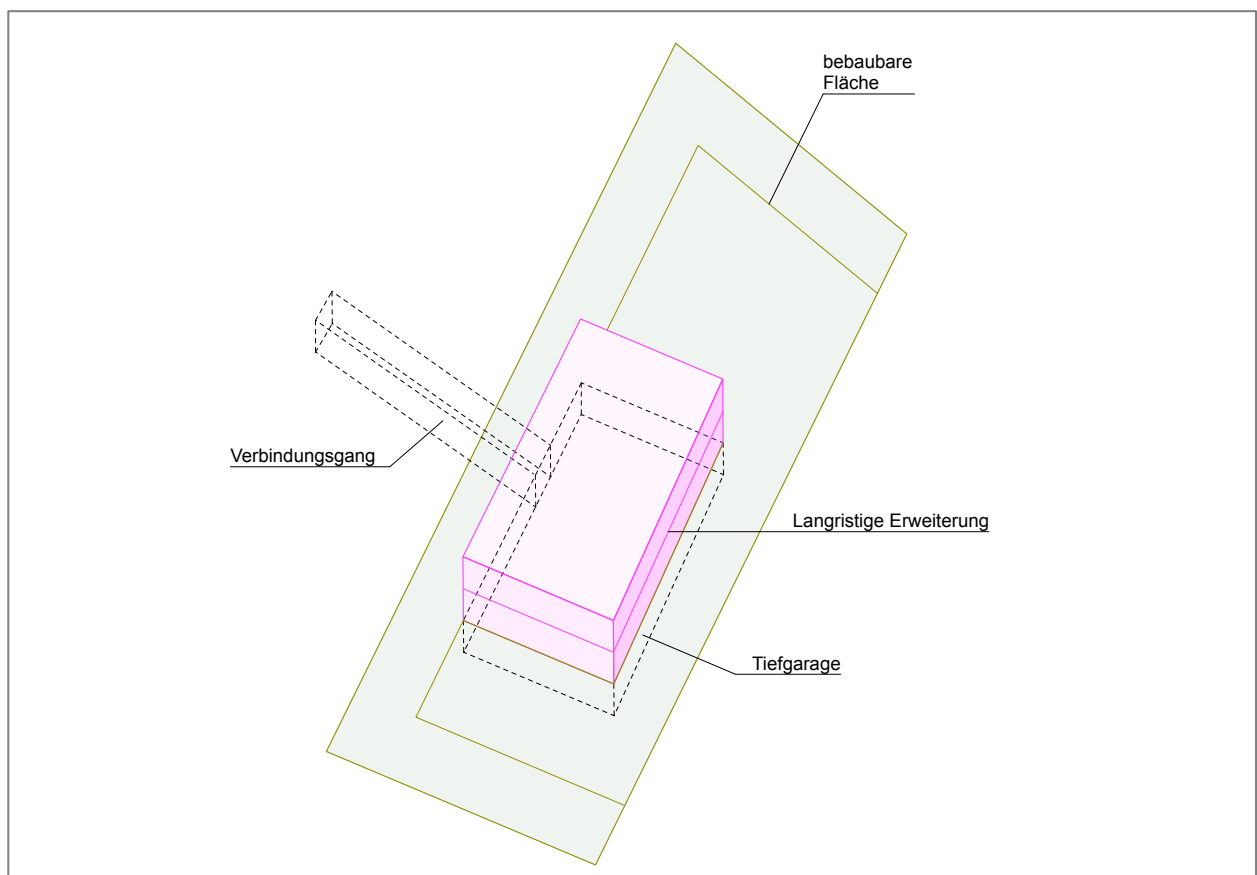 bebaubare
Fläche
Verbindungsgang
Langristige Erweiterung
Tiefgarage